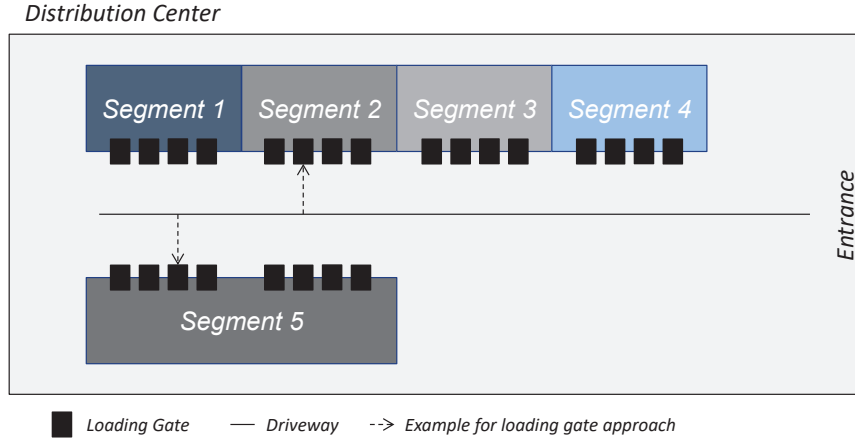 Distribution Center
Segment 1 Segment 2 Segment 3 Segment 4
Entrance
Segment 5
Loading Gate Driveway Example for loading gate approach